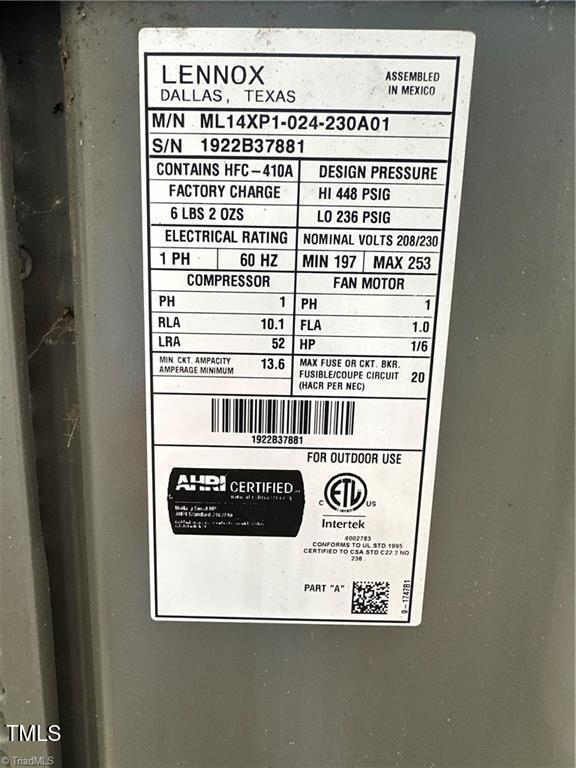 LENNOX
DALLAS, TEXAS
ASSEMBLED
IN MEXICO
M/N ML14XP1-024-230A01
S/N 1922B37881
CONTAINS HFC-410A DESIGN PRESSURE
FACTORY CHARGE HI 448 PSIG
6 LBS 2 OZS LO 236 PSIG
ELECTRICAL RATING NOMINAL VOLTS 208/230
1 PH 60 HZ MIN 197 MAX 253
COMPRESSOR FAN MOTOR
PH 1 PH 1
RLA 10.1 FLA 1.0
LRA 52 HP 1/6
MIN. CKT. AMPACITY
AMPERAGE MINIMUM 13.6
MAX FUSE OR CKT. BKR.
FUSIBLE/COUPE CIRCUIT 20
(HACR PER NEC)
1922B37881
FOR OUTDOOR USE
AHRI CERTIFIED
C ETL US
Intertek
4002783
CONFORMS TO UL STD 1995
CERTIFIED TO CSA STD C22.2 NO.
236
PART "A"
9-1747B1
TMLS
© TriadMLS